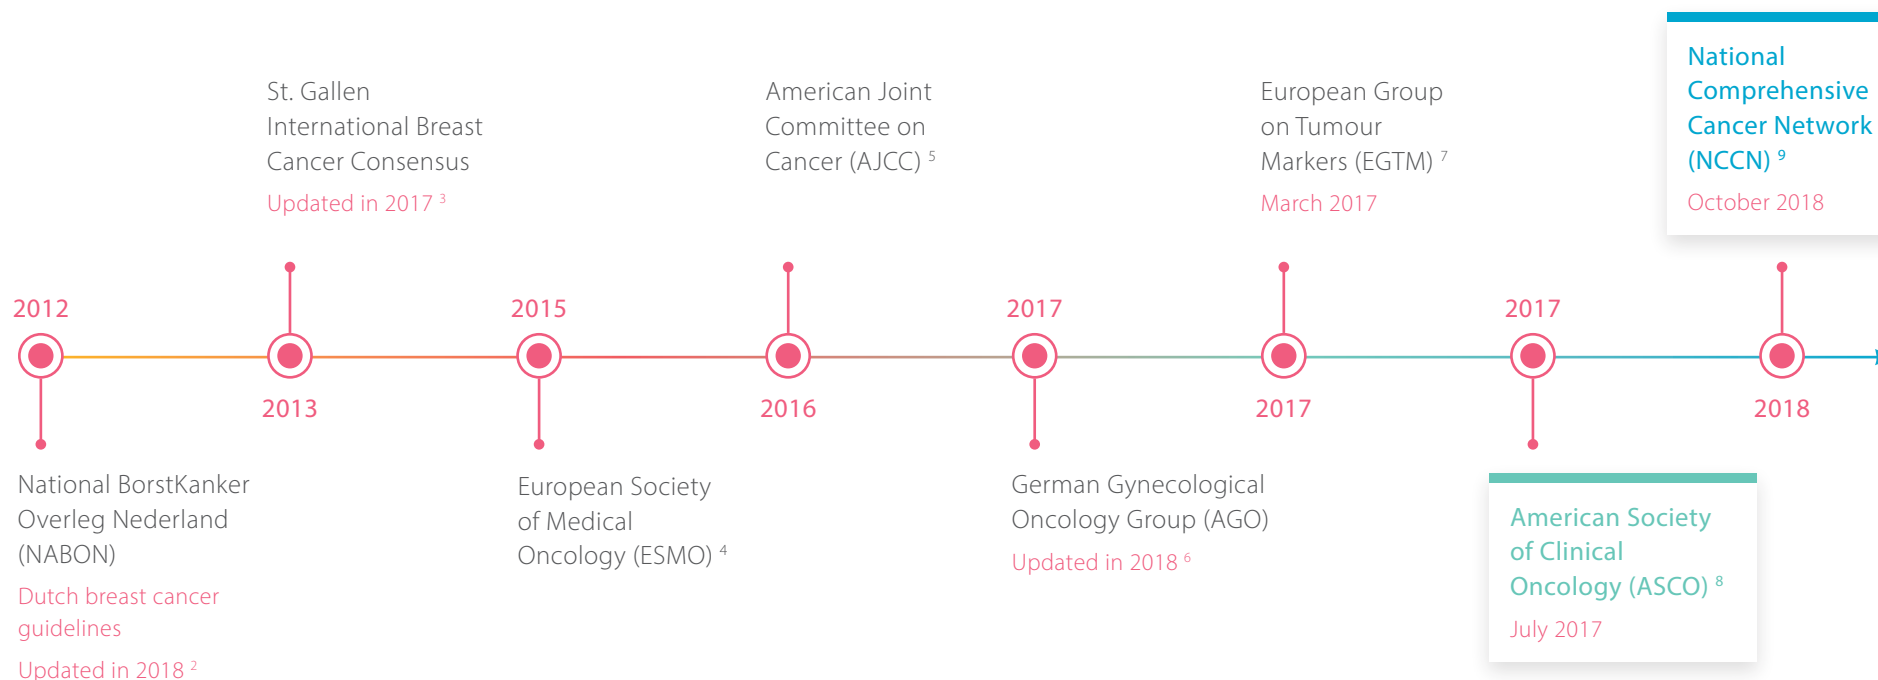 2012
National BorstKanker
Overleg Nederland
(NABON)
Dutch breast cancer
guidelines
Updated in 2018 2
St. Gallen
International Breast
Cancer Consensus
Updated in 2017 3
2013
2015
European Society
of Medical
Oncology (ESMO) 4
American Joint
Committee on
Cancer (AJCC) 5
2016
2017
German Gynecological
Oncology Group (AGO)
Updated in 2018 6
European Group
on Tumour
Markers (EGTM) 7
March 2017
2017
2017
American Society
of Clinical
Oncology (ASCO) 8
July 2017
National
Comprehensive
Cancer Network
(NCCN) 9
October 2018
2018